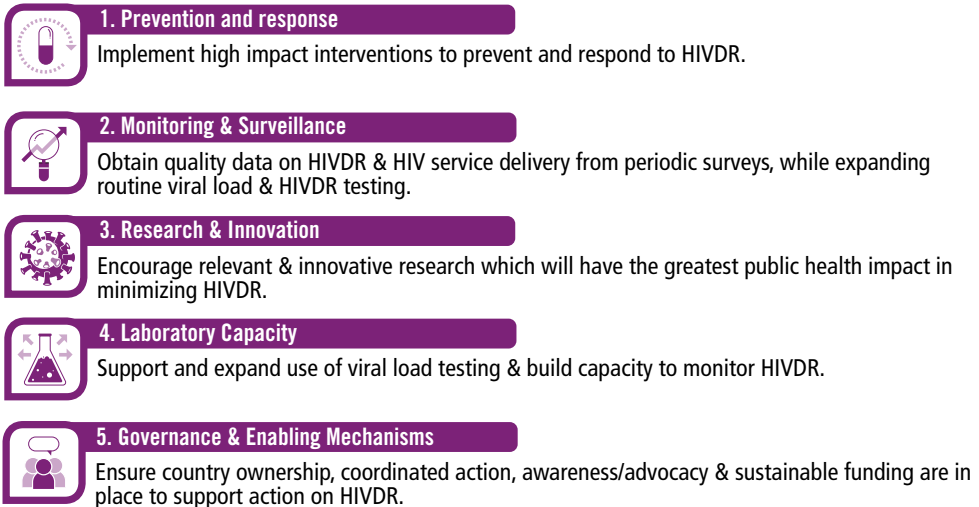 1. Prevention and response
Implement high impact interventions to prevent and respond to HIVDR.
2. Monitoring & Surveillance
Obtain quality data on HIVDR & HIV service delivery from periodic surveys, while expanding
routine viral load & HIVDR testing.
3. Research & Innovation
Encourage relevant & innovative research which will have the greatest public health impact in
minimizing HIVDR.
4. Laboratory Capacity
Support and expand use of viral load testing & build capacity to monitor HIVDR.
5. Governance & Enabling Mechanisms
Ensure country ownership, coordinated action, awareness/advocacy & sustainable funding are in
place to support action on HIVDR.